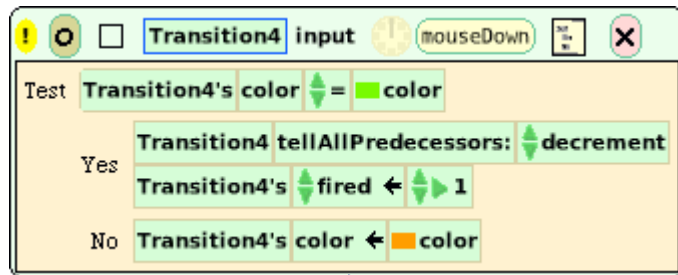 ! Transition4 input mouseDown
Test Transition4's color = color
Yes
Transition4 tellAllPredecessors: decrement
Transition4's fired ← 1
No Transition4's color ← color